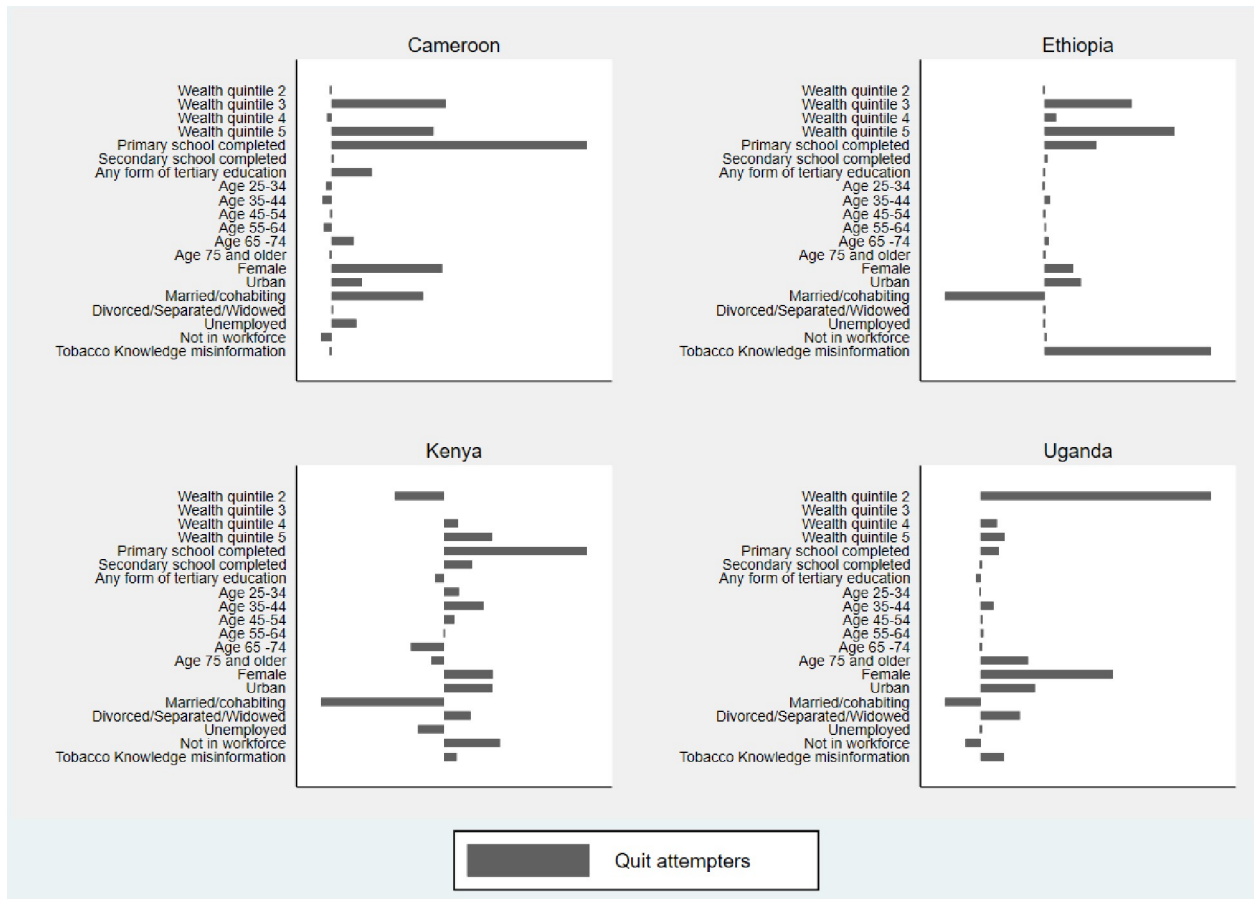 Cameroon
Wealth quintile 2
Wealth quintile 3
Wealth quintile 4
Wealth quintile 5
Primary school completed
Secondary school completed
Any form of tertiary education
Age 25-34
Age 35-44
Age 45-54
Age 55-64
Age 65 -74
Age 75 and older
Female
Urban
Married/cohabiting
Divorced/Separated/Widowed
Unemployed
Not in workforce
Tobacco Knowledge misinformation
Ethiopia
Wealth quintile 2
Wealth quintile 3
Wealth quintile 4
Wealth quintile 5
Primary school completed
Secondary school completed
Any form of tertiary education
Age 25-34
Age 35-44
Age 45-54
Age 55-64
Age 65 -74
Age 75 and older
Female
Urban
Married/cohabiting
Divorced/Separated/Widowed
Unemployed
Not in workforce
Tobacco Knowledge misinformation
Kenya
Wealth quintile 2
Wealth quintile 3
Wealth quintile 4
Wealth quintile 5
Primary school completed
Secondary school completed
Any form of tertiary education
Age 25-34
Age 35-44
Age 45-54
Age 55-64
Age 65 -74
Age 75 and older
Female
Urban
Married/cohabiting
Divorced/Separated/Widowed
Unemployed
Not in workforce
Tobacco Knowledge misinformation
Uganda
Wealth quintile 2
Wealth quintile 3
Wealth quintile 4
Wealth quintile 5
Primary school completed
Secondary school completed
Any form of tertiary education
Age 25-34
Age 35-44
Age 45-54
Age 55-64
Age 65 -74
Age 75 and older
Female
Urban
Married/cohabiting
Divorced/Separated/Widowed
Unemployed
Not in workforce
Tobacco Knowledge misinformation
Quit attempters